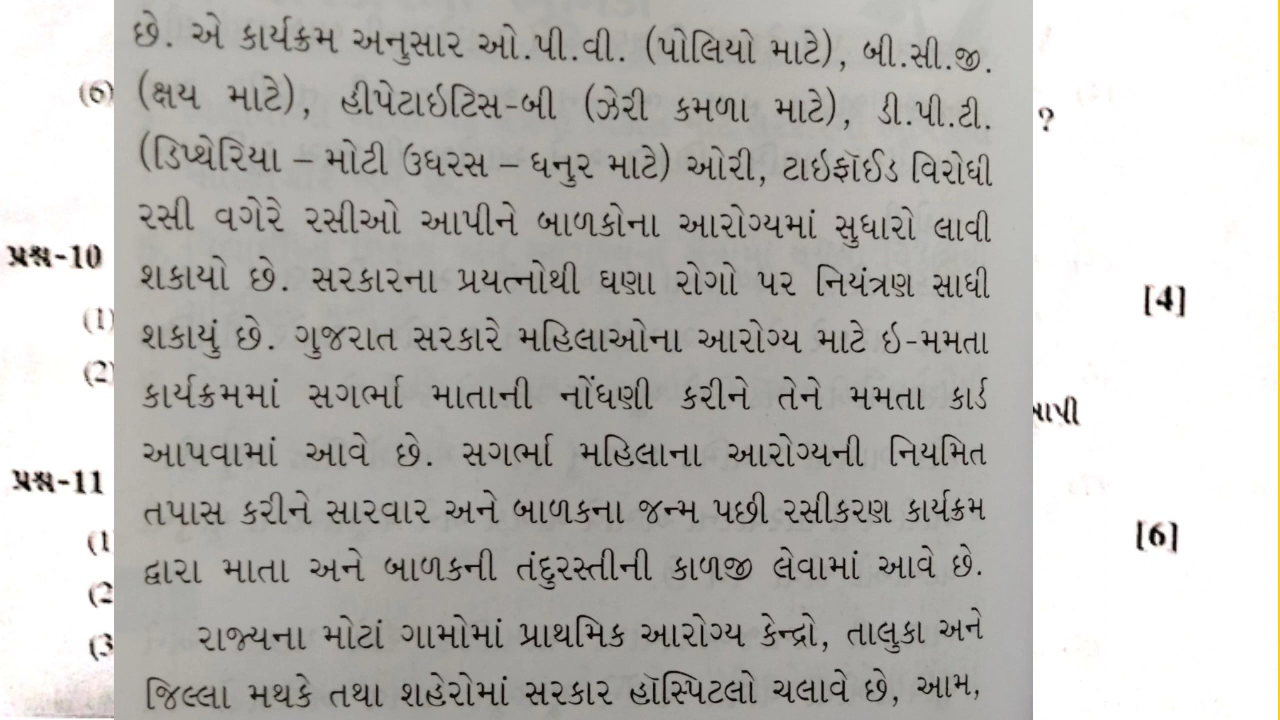 છે. એ કાર્યક્રમ અનુસાર ઓ.પી.વી. (પોલિયો માટે), બી.સી.જી.
(6) (ક્ષય માટે), હીપેટાઇટિસ-બી (ઝેરી કમળા માટે), ડી.પી.ટી. ?
(ડિપ્થેરિયા – મોટી ઉધરસ – ધનુર માટે) ઓરી, ટાઇફૉઈડ વિરોધી
રસી વગેરે રસીઓ આપીને બાળકોના આરોગ્યમાં સુધારો લાવી
પ્રશ્ન-10
શકાયો છે. સરકારના પ્રયત્નોથી ઘણા રોગો પર નિયંત્રણ સાધી
[4]
(1)
શકાયું છે. ગુજરાત સરકારે મહિલાઓના આરોગ્ય માટે ઇ-મમતા
(2)
કાર્યક્રમમાં સગર્ભા માતાની નોંધણી કરીને તેને મમતા કાર્ડ
આપવામાં આવે છે. સગર્ભા મહિલાના આરોગ્યની નિયમિત
પ્રશ્ન-11
તપાસ કરીને સારવાર અને બાળકના જન્મ પછી રસીકરણ કાર્યક્રમ
[6]
(1
દ્વારા માતા અને બાળકની તંદુરસ્તીની કાળજી લેવામાં આવે છે.
(2
રાજ્યના મોટાં ગામોમાં પ્રાથમિક આરોગ્ય કેન્દ્રો, તાલુકા અને
(3
જિલ્લા મથકે તથા શહેરોમાં સરકાર હૉસ્પિટલો ચલાવે છે, આમ,